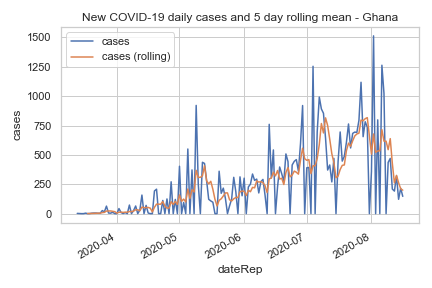 New COVID-19 daily cases and 5 day rolling mean - Ghana
cases
cases (rolling)
1500
1250
1000
750
500
250
0
cases
2020-04
2020-05
2020-06
2020-07
2020-08
dateRep